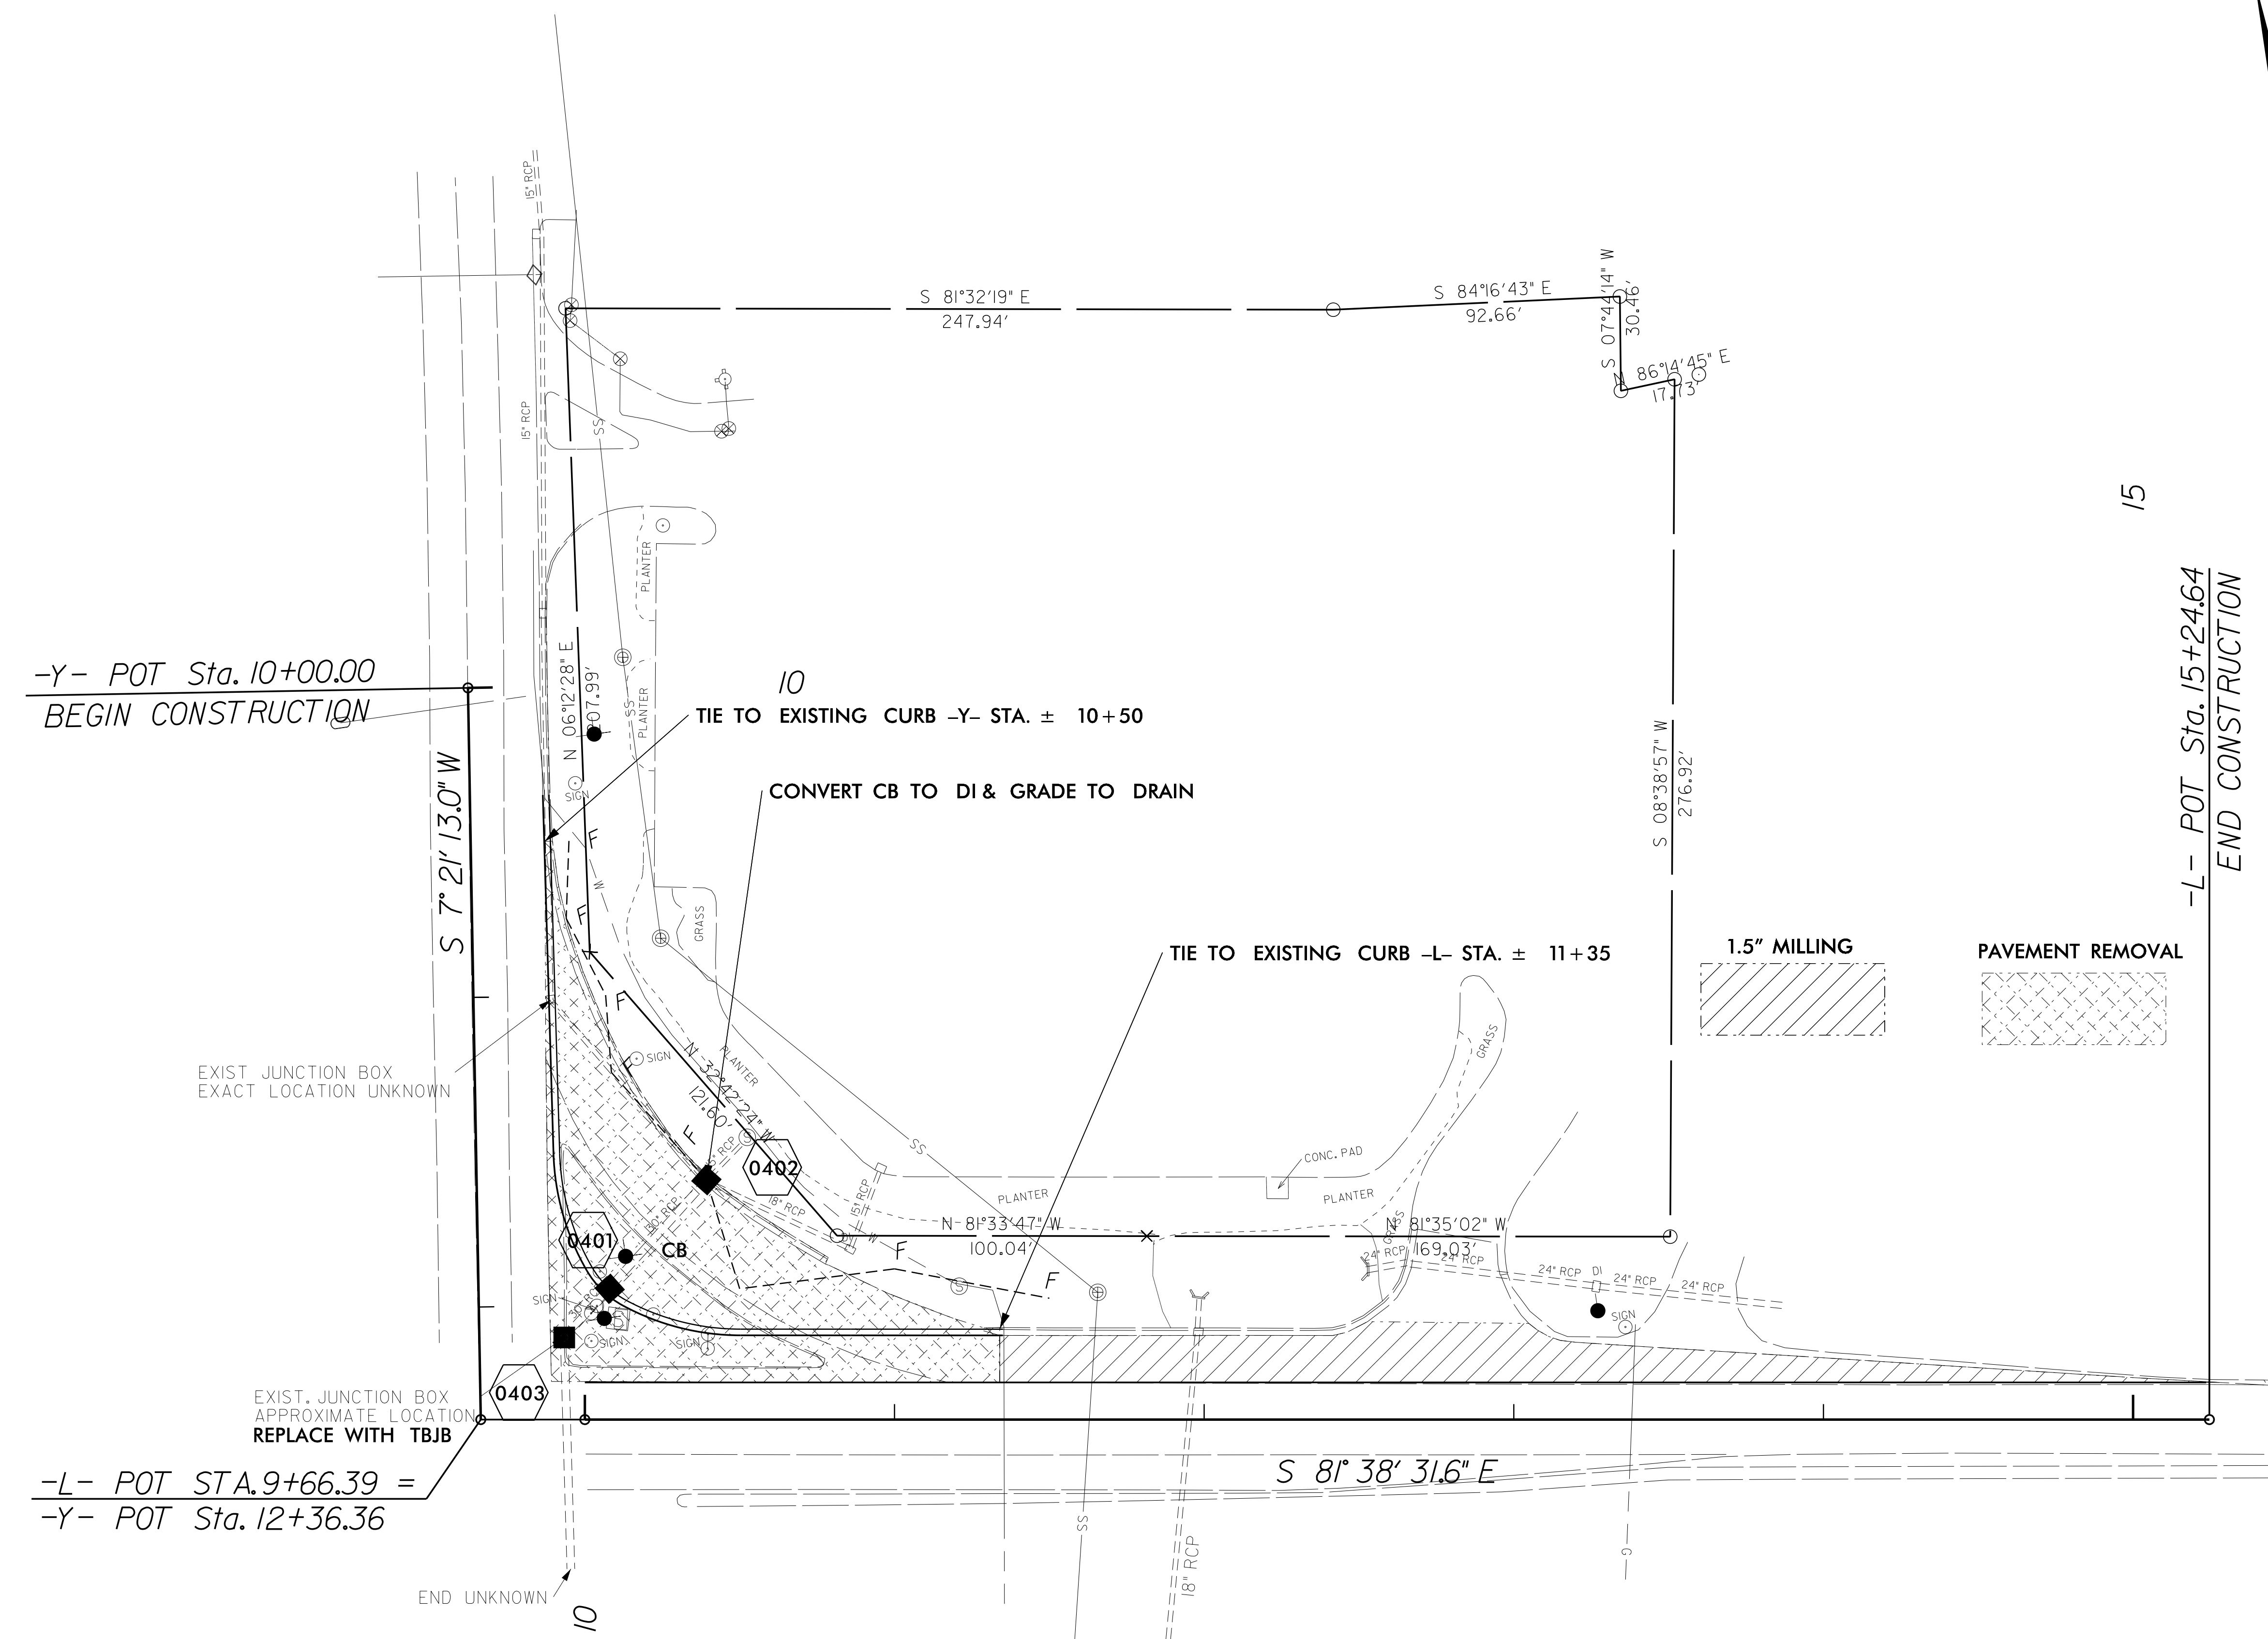 15" RCP
S 81°32'19" E
247.94'
S 84°16'43" E
92.66'
S 07°44'14" W
30.46'
N 86°14'45" E
17.73'
15" RCP
SS
PLANTER
15
-Y- POT Sta. 10+00.00
BEGIN CONSTRUCTION
N 06°12'28" E
207.99'
SS
PLANTER
10
TIE TO EXISTING CURB -Y- STA. ± 10+50
CONVERT CB TO DI & GRADE TO DRAIN
SIGN
S 7° 21' 13.0" W
F
W
F
GRASS
F
S 08°38'57" W
276.92'
-L- POT Sta. 15+24.64
END CONSTRUCTION
TIE TO EXISTING CURB -L- STA. ± 11+35
1.5" MILLING
PAVEMENT REMOVAL
EXIST JUNCTION BOX
EXACT LOCATION UNKNOWN
SIGN
F
PLANTER
N 32°42'24" W
121.60'
F
S
15" RCP
0402
18" RCP
15" RCP
DI
W
SS
GRASS
CONC. PAD
PLANTER
PLANTER
N 81°33'47" W
100.04'
N 81°35'02" W
169.03'
GRASS
30" RCP
0401
CB
F
F
S
24" RCP
24" RCP
24" RCP
DI
24" RCP
24" RCP
SIGN
SIGN
SIGN
SIGN
EXIST. JUNCTION BOX
APPROXIMATE LOCATION
REPLACE WITH TBJB
0403
-L- POT STA. 9+66.39 =
-Y- POT Sta. 12+36.36
S 81° 38' 31.6" E
SS
18" RCP
G
END UNKNOWN
10